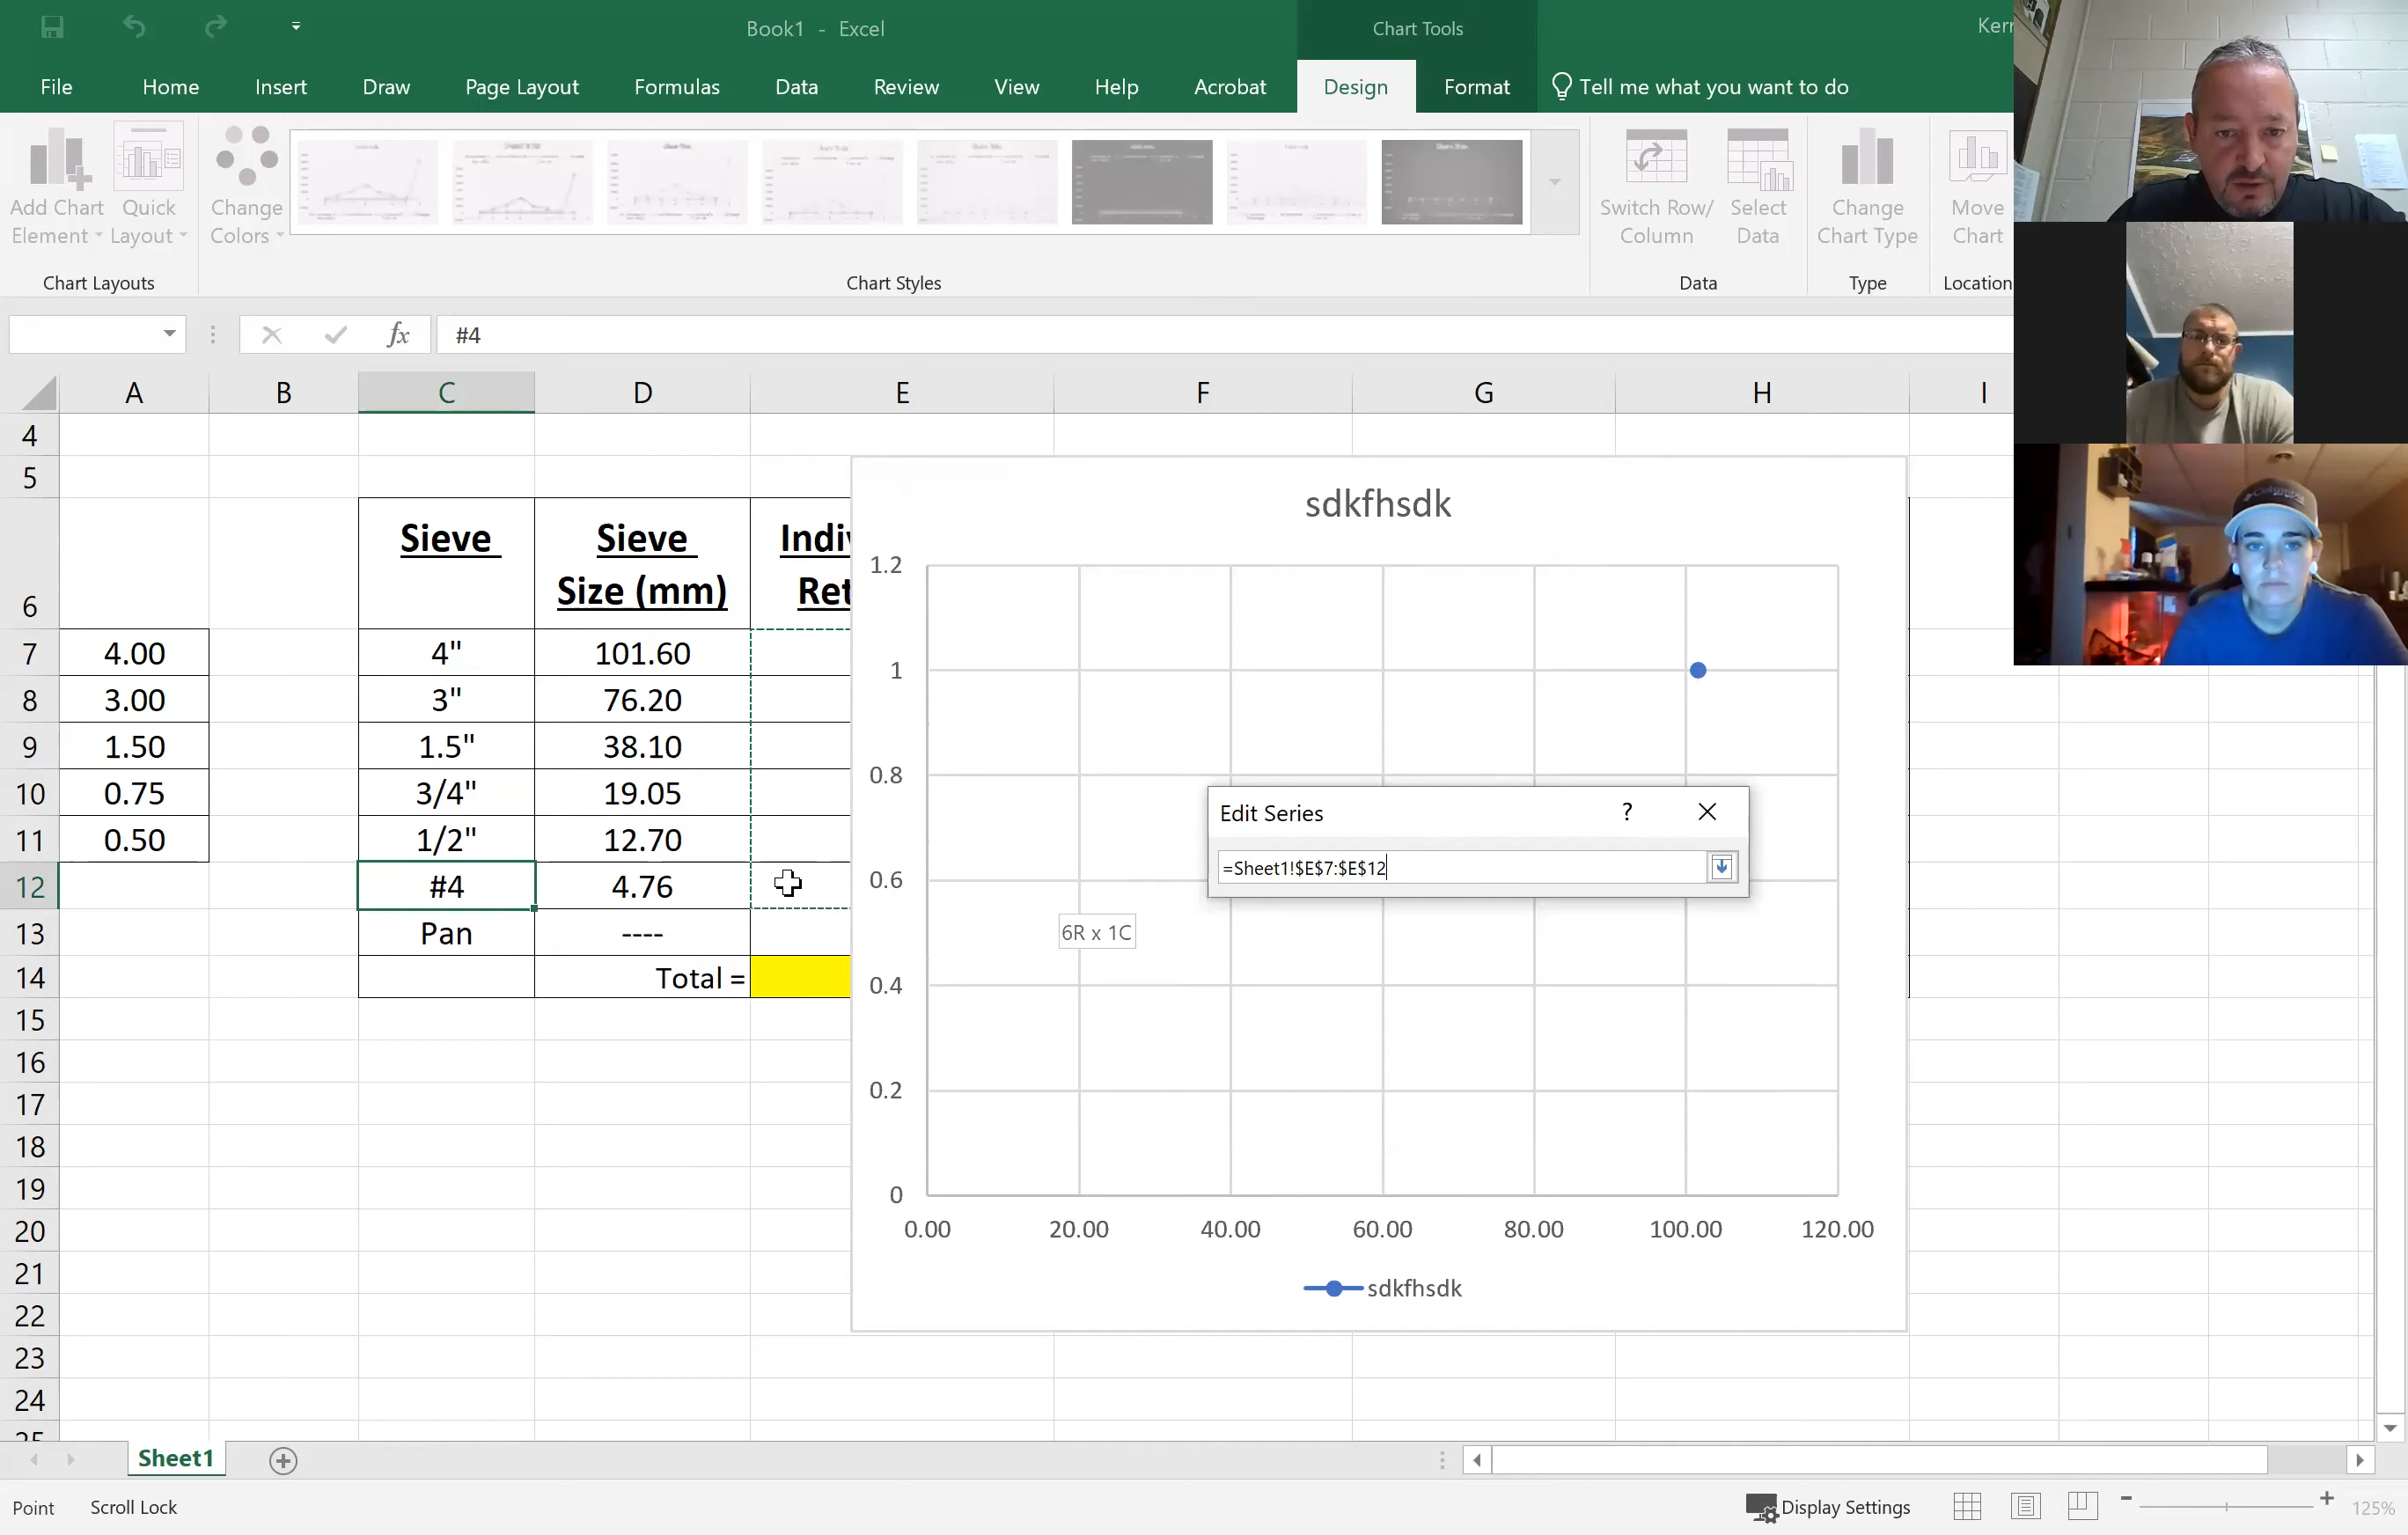 Book1 - Excel
Chart Tools
Kerr
File Home Insert Draw Page Layout Formulas Data Review View Help Acrobat Design Format Tell me what you want to do
Add Chart Element
Quick Layout
Change Colors
Switch Row/ Column
Select Data
Change Chart Type
Move Chart
Chart Layouts
Chart Styles
Data
Type
Location
fx #4
A B C D E F G H I
4
5
6 Sieve Sieve Size (mm) Indiv Ret
7 4.00 4" 101.60
8 3.00 3" 76.20
9 1.50 1.5" 38.10
10 0.75 3/4" 19.05
11 0.50 1/2" 12.70
12 #4 4.76
13 Pan ----
14 Total =
15
16
17
18
19
20
21
22
23
24
25
sdkfhsdk
1.2
1
0.8
0.6
0.4
0.2
0
0.00 20.00 40.00 60.00 80.00 100.00 120.00
sdkfhsdk
Edit Series ?
=Sheet1!$E$7:$E$12
6R x 1C
Sheet1
Point Scroll Lock Display Settings 125%